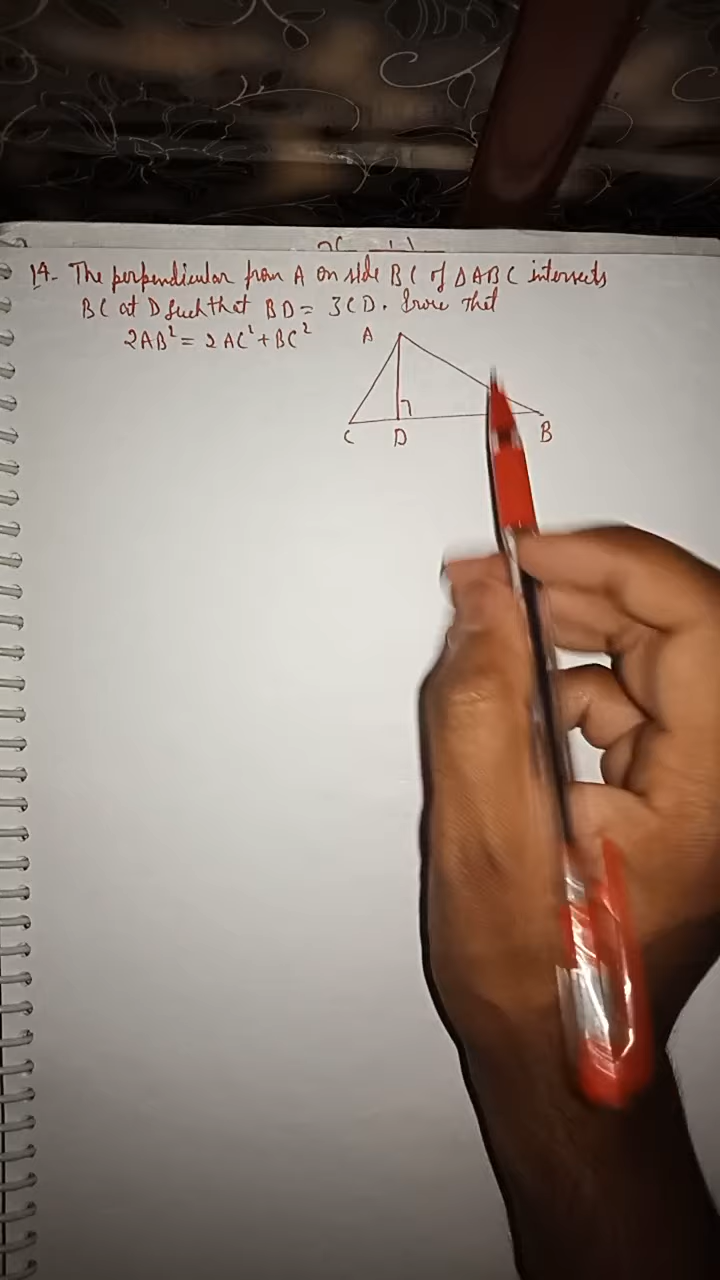 14. The perpendicular from A on side BC of ΔABC intersects
BC at D such that BD = 3CD. Prove that
2AB² = 2AC² + BC²
A
C D B